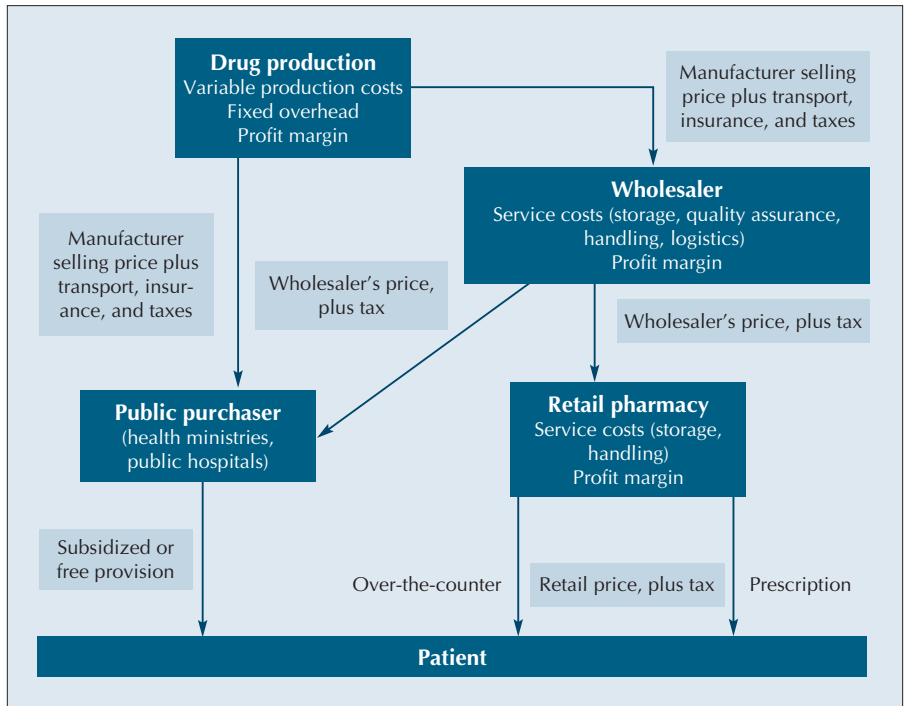 Drug production
Variable production costs
Fixed overhead
Profit margin
Manufacturer selling
price plus transport,
insurance, and taxes
Wholesaler
Service costs (storage, quality assurance,
handling, logistics)
Profit margin
Manufacturer
selling price plus
transport, insur-
ance, and taxes
Wholesaler's price,
plus tax
Wholesaler's price, plus tax
Public purchaser
(health ministries,
public hospitals)
Retail pharmacy
Service costs (storage,
handling)
Profit margin
Subsidized or
free provision
Over-the-counter
Retail price, plus tax
Prescription
Patient